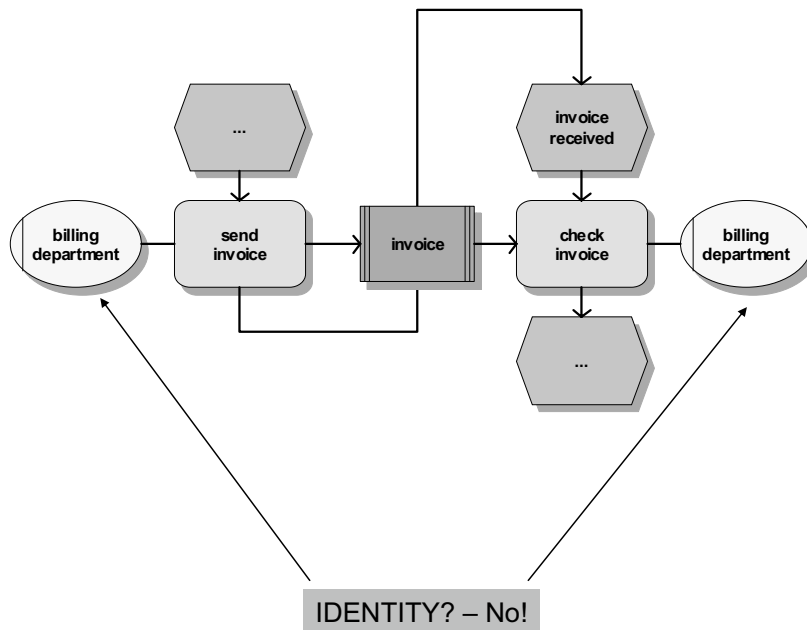 ...
invoice
received
billing
department
send
invoice
invoice
check
invoice
billing
department
...
IDENTITY? – No!